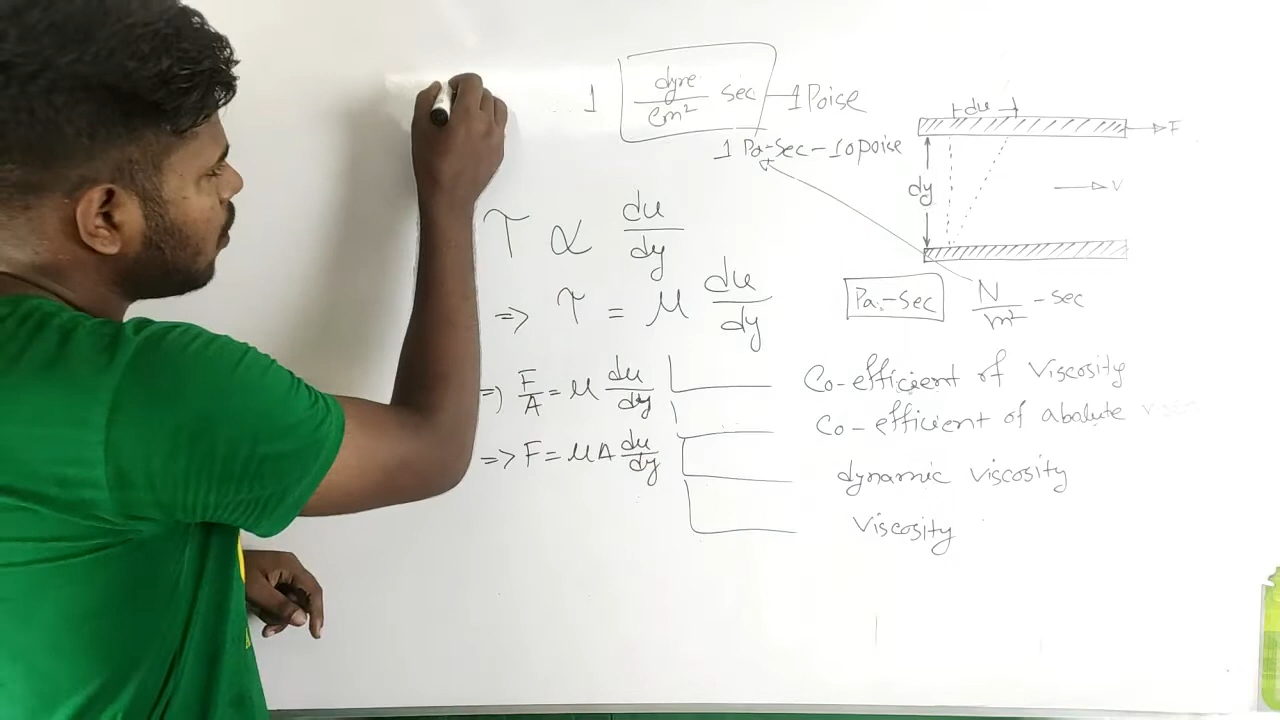 1 dyne/cm² sec — 1 Poise
1 Pa-Sec - 10 poise
du
F
dy
V
τ ∝ du/dy
⇒ τ = μ du/dy
Pa.-Sec
N/m² - sec
⇒ F/A = μ du/dy
⇒ F = μA du/dy
Co-efficient of Viscosity
Co-efficient of abalute
dynamic viscosity
Viscosity